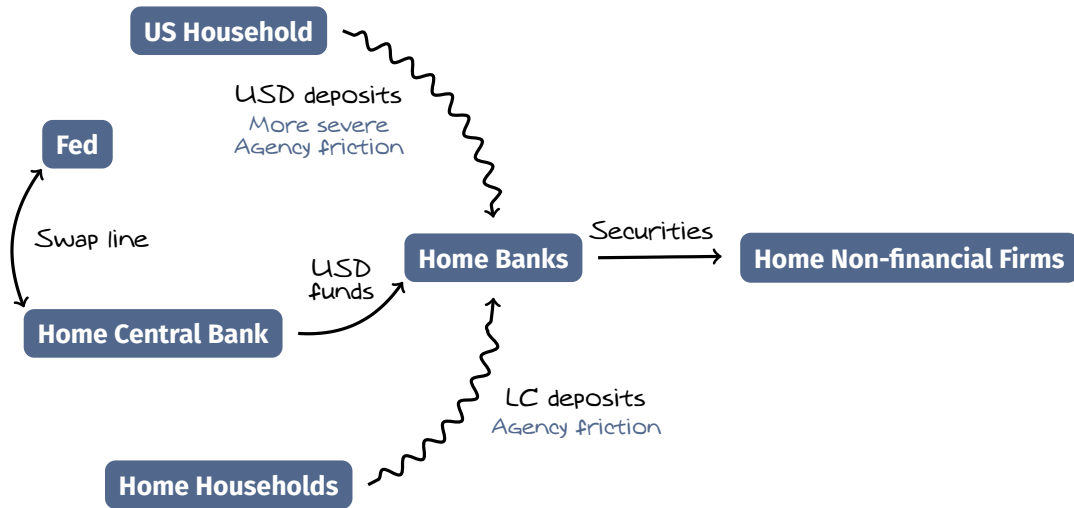 US Household
USD deposits
More severe
Agency friction
Fed
Swap line
Home Banks
Securities
Home Non-financial Firms
USD
funds
Home Central Bank
LC deposits
Agency friction
Home Households